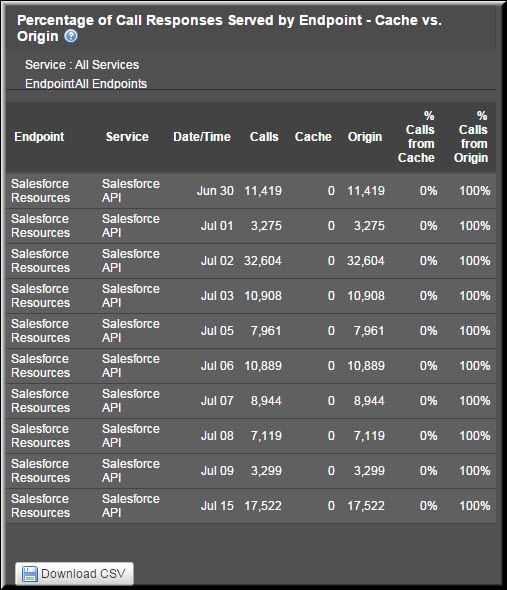 Percentage of Call Responses Served by Endpoint - Cache vs.
Origin ?
Service : All Services
EndpointAll Endpoints
Endpoint Service Date/Time Calls Cache Origin % Calls from Cache % Calls from Origin
Salesforce Resources Salesforce API Jun 30 11,419 0 11,419 0% 100%
Salesforce Resources Salesforce API Jul 01 3,275 0 3,275 0% 100%
Salesforce Resources Salesforce API Jul 02 32,604 0 32,604 0% 100%
Salesforce Resources Salesforce API Jul 03 10,908 0 10,908 0% 100%
Salesforce Resources Salesforce API Jul 05 7,961 0 7,961 0% 100%
Salesforce Resources Salesforce API Jul 06 10,889 0 10,889 0% 100%
Salesforce Resources Salesforce API Jul 07 8,944 0 8,944 0% 100%
Salesforce Resources Salesforce API Jul 08 7,119 0 7,119 0% 100%
Salesforce Resources Salesforce API Jul 09 3,299 0 3,299 0% 100%
Salesforce Resources Salesforce API Jul 15 17,522 0 17,522 0% 100%
Download CSV